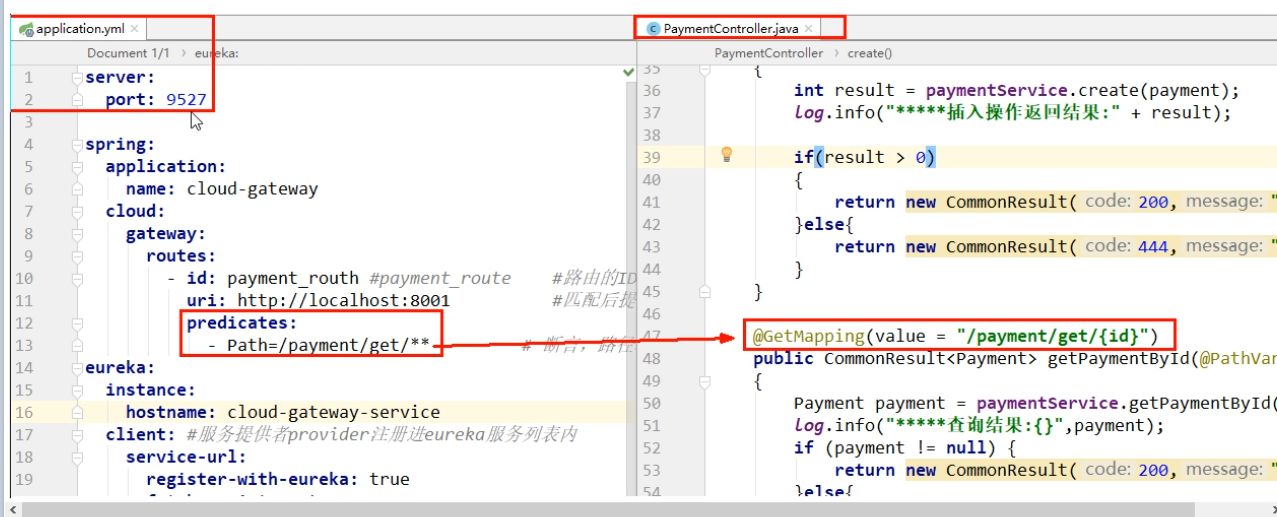 application.yml
PaymentController.java
Document 1/1 › eureka:
PaymentController › create()
1 server:
2 port: 9527
3
4 spring:
5 application:
6 name: cloud-gateway
7 cloud:
8 gateway:
9 routes:
10 - id: payment_routh #payment_route #路由的ID
11 uri: http://localhost:8001 #匹配后提
12 predicates:
13 - Path=/payment/get/** # 断言，路径
14 eureka:
15 instance:
16 hostname: cloud-gateway-service
17 client: #服务提供者provider注册进eureka服务列表内
18 service-url:
19 register-with-eureka: true
35 {
36 int result = paymentService.create(payment);
37 log.info("*****插入操作返回结果:" + result);
38
39 if(result > 0)
40 {
41 return new CommonResult( code: 200, message: "
42 }else{
43 return new CommonResult( code: 444, message: "
44 }
45 }
46
47 @GetMapping(value = "/payment/get/{id}")
48 public CommonResult<Payment> getPaymentById(@PathVar
49 {
50 Payment payment = paymentService.getPaymentById(
51 log.info("*****查询结果:{}",payment);
52 if (payment != null) {
53 return new CommonResult( code: 200, message: "
54 }else{